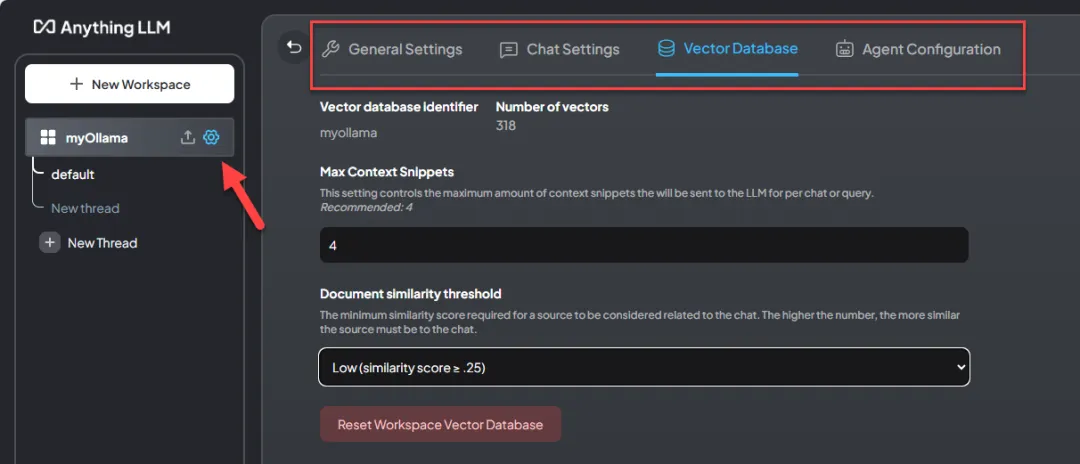 Anything LLM
+ New Workspace
myOllama
default
New thread
+ New Thread
General Settings
Chat Settings
Vector Database
Agent Configuration
Vector database identifier
Number of vectors
myollama
318
Max Context Snippets
This setting controls the maximum amount of context snippets the will be sent to the LLM for per chat or query.
Recommended: 4
4
Document similarity threshold
The minimum similarity score required for a source to be considered related to the chat. The higher the number, the more similar
the source must be to the chat.
Low (similarity score ≥ .25)
Reset Workspace Vector Database